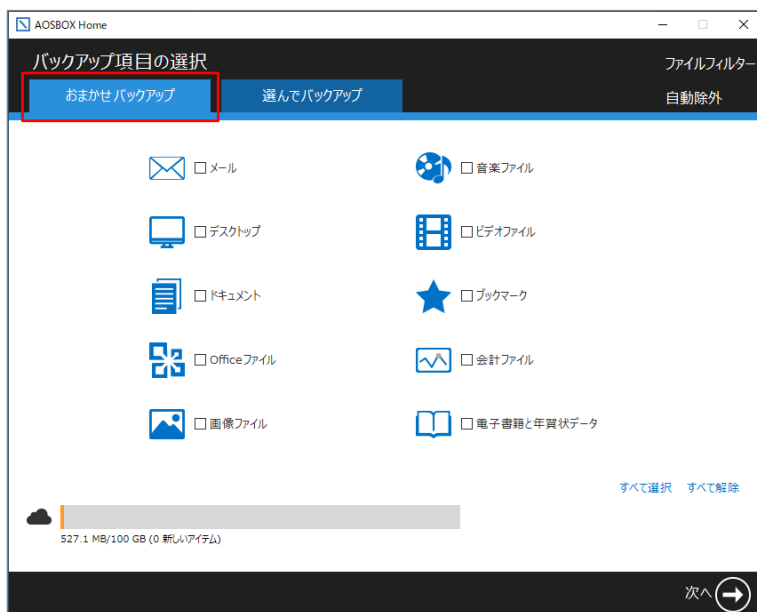 AOSBOX Home
バックアップ項目の選択
ファイルフィルター
おまかせバックアップ
選んでバックアップ
自動除外
メール
音楽ファイル
デスクトップ
ビデオファイル
ドキュメント
ブックマーク
Officeファイル
会計ファイル
画像ファイル
電子書籍と年賀状データ
すべて選択 すべて解除
527.1 MB/100 GB (0 新しいアイテム)
次へ